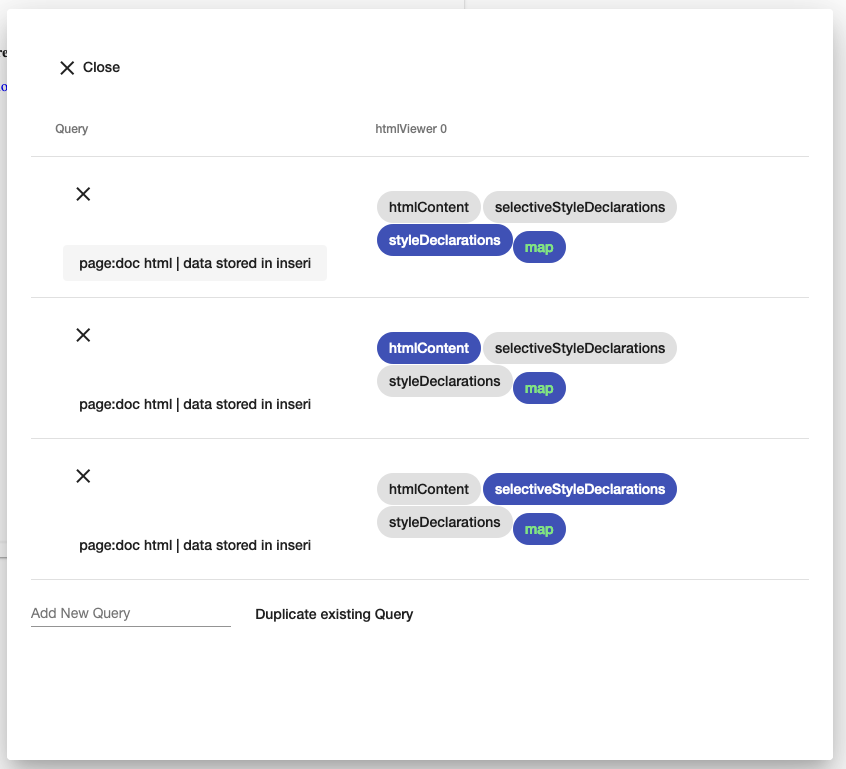 Close
Query htmlViewer 0
htmlContent selectiveStyleDeclarations
styleDeclarations map
page:doc html | data stored in inseri
htmlContent selectiveStyleDeclarations
styleDeclarations map
page:doc html | data stored in inseri
htmlContent selectiveStyleDeclarations
styleDeclarations map
page:doc html | data stored in inseri
Add New Query Duplicate existing Query